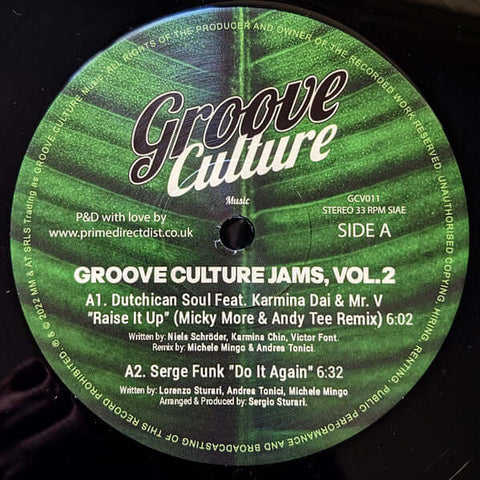 ALL RIGHTS OF THE PRODUCER AND OWNER OF THE RECORDED WORK RESERVED. UNAUTHORISED COPYING HIRING RENTING, PUBLIC PERFORMANCE AND BROADCASTING OF THIS RECORD PROHIBITED ℗ & © 2022 MM & AT SRLS Trading as GROOVE CULTURE MUSIC
Groove
Culture
Music
P&D with love by
www.primedirectdist.co.uk
GCV011
STEREO 33 RPM SIAE
SIDE A
GROOVE CULTURE JAMS, VOL.2
A1. Dutchican Soul Feat. Karmina Dai & Mr. V
"Raise It Up" (Micky More & Andy Tee Remix) 6:02
Written by: Niels Schröder, Karmina Chin, Victor Font.
Remix by: Michele Mingo & Andrea Tonici.
A2. Serge Funk "Do It Again" 6:32
Written by: Lorenzo Sturari, Andrea Tonici, Michele Mingo
Arranged & Produced by: Sergio Sturari.